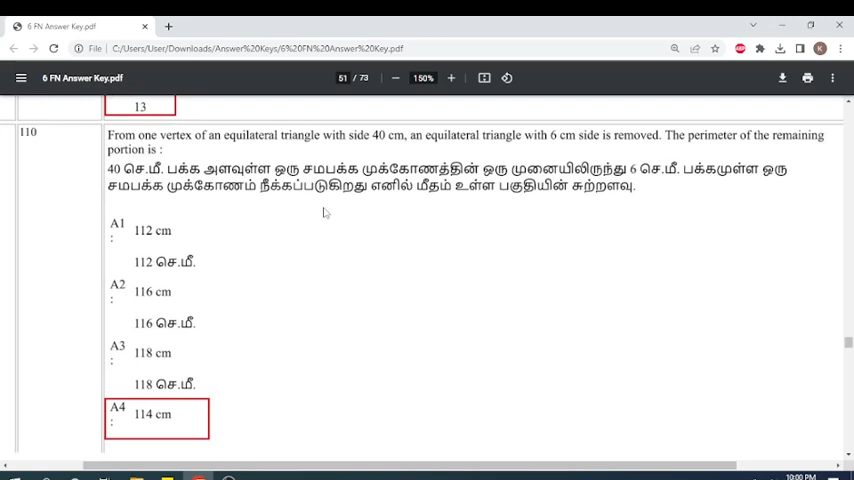 6 FN Answer Key.pdf
File
C:/Users/User/Downloads/Answer%20Keys/6%20FN%20Answer%20Key.pdf
ABP
K
6 FN Answer Key.pdf
51 / 73
150%
13
110
From one vertex of an equilateral triangle with side 40 cm, an equilateral triangle with 6 cm side is removed. The perimeter of the remaining
portion is :
40 செ.மீ. பக்க அளவுள்ள ஒரு சமபக்க முக்கோணத்தின் ஒரு முனையிலிருந்து 6 செ.மீ. பக்கமுள்ள ஒரு
சமபக்க முக்கோணம் நீக்கப்படுகிறது எனில் மீதம் உள்ள பகுதியின் சுற்றளவு.
A1
:
112 cm
112 செ.மீ.
A2
:
116 cm
116 செ.மீ.
A3
:
118 cm
118 செ.மீ.
A4
:
114 cm
10:00 PM